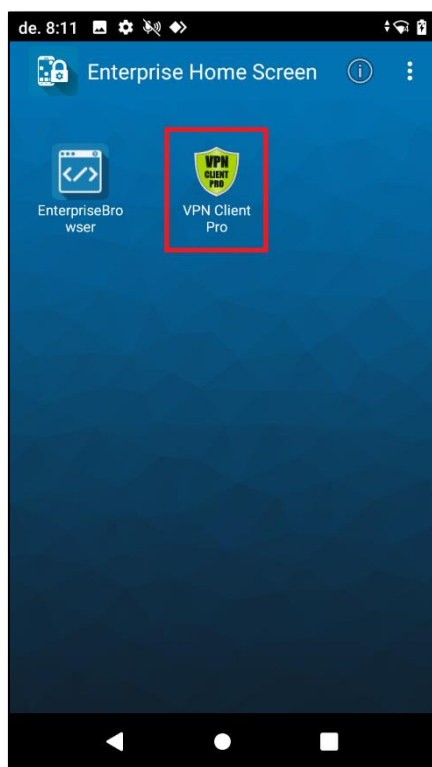 de. 8:11
Enterprise Home Screen
VPN
CLIENT
PRO
EnterpriseBro
wser
VPN Client
Pro